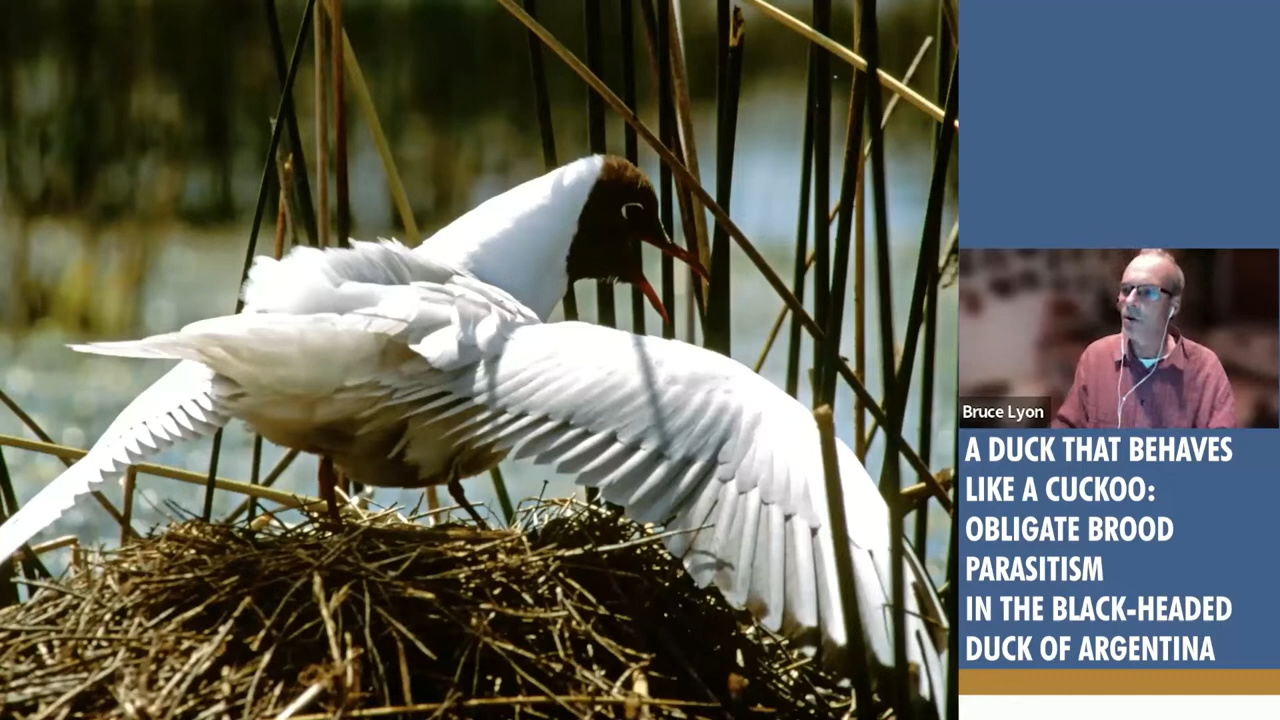 Bruce Lyon
A DUCK THAT BEHAVES
LIKE A CUCKOO:
OBLIGATE BROOD
PARASITISM
IN THE BLACK-HEADED
DUCK OF ARGENTINA